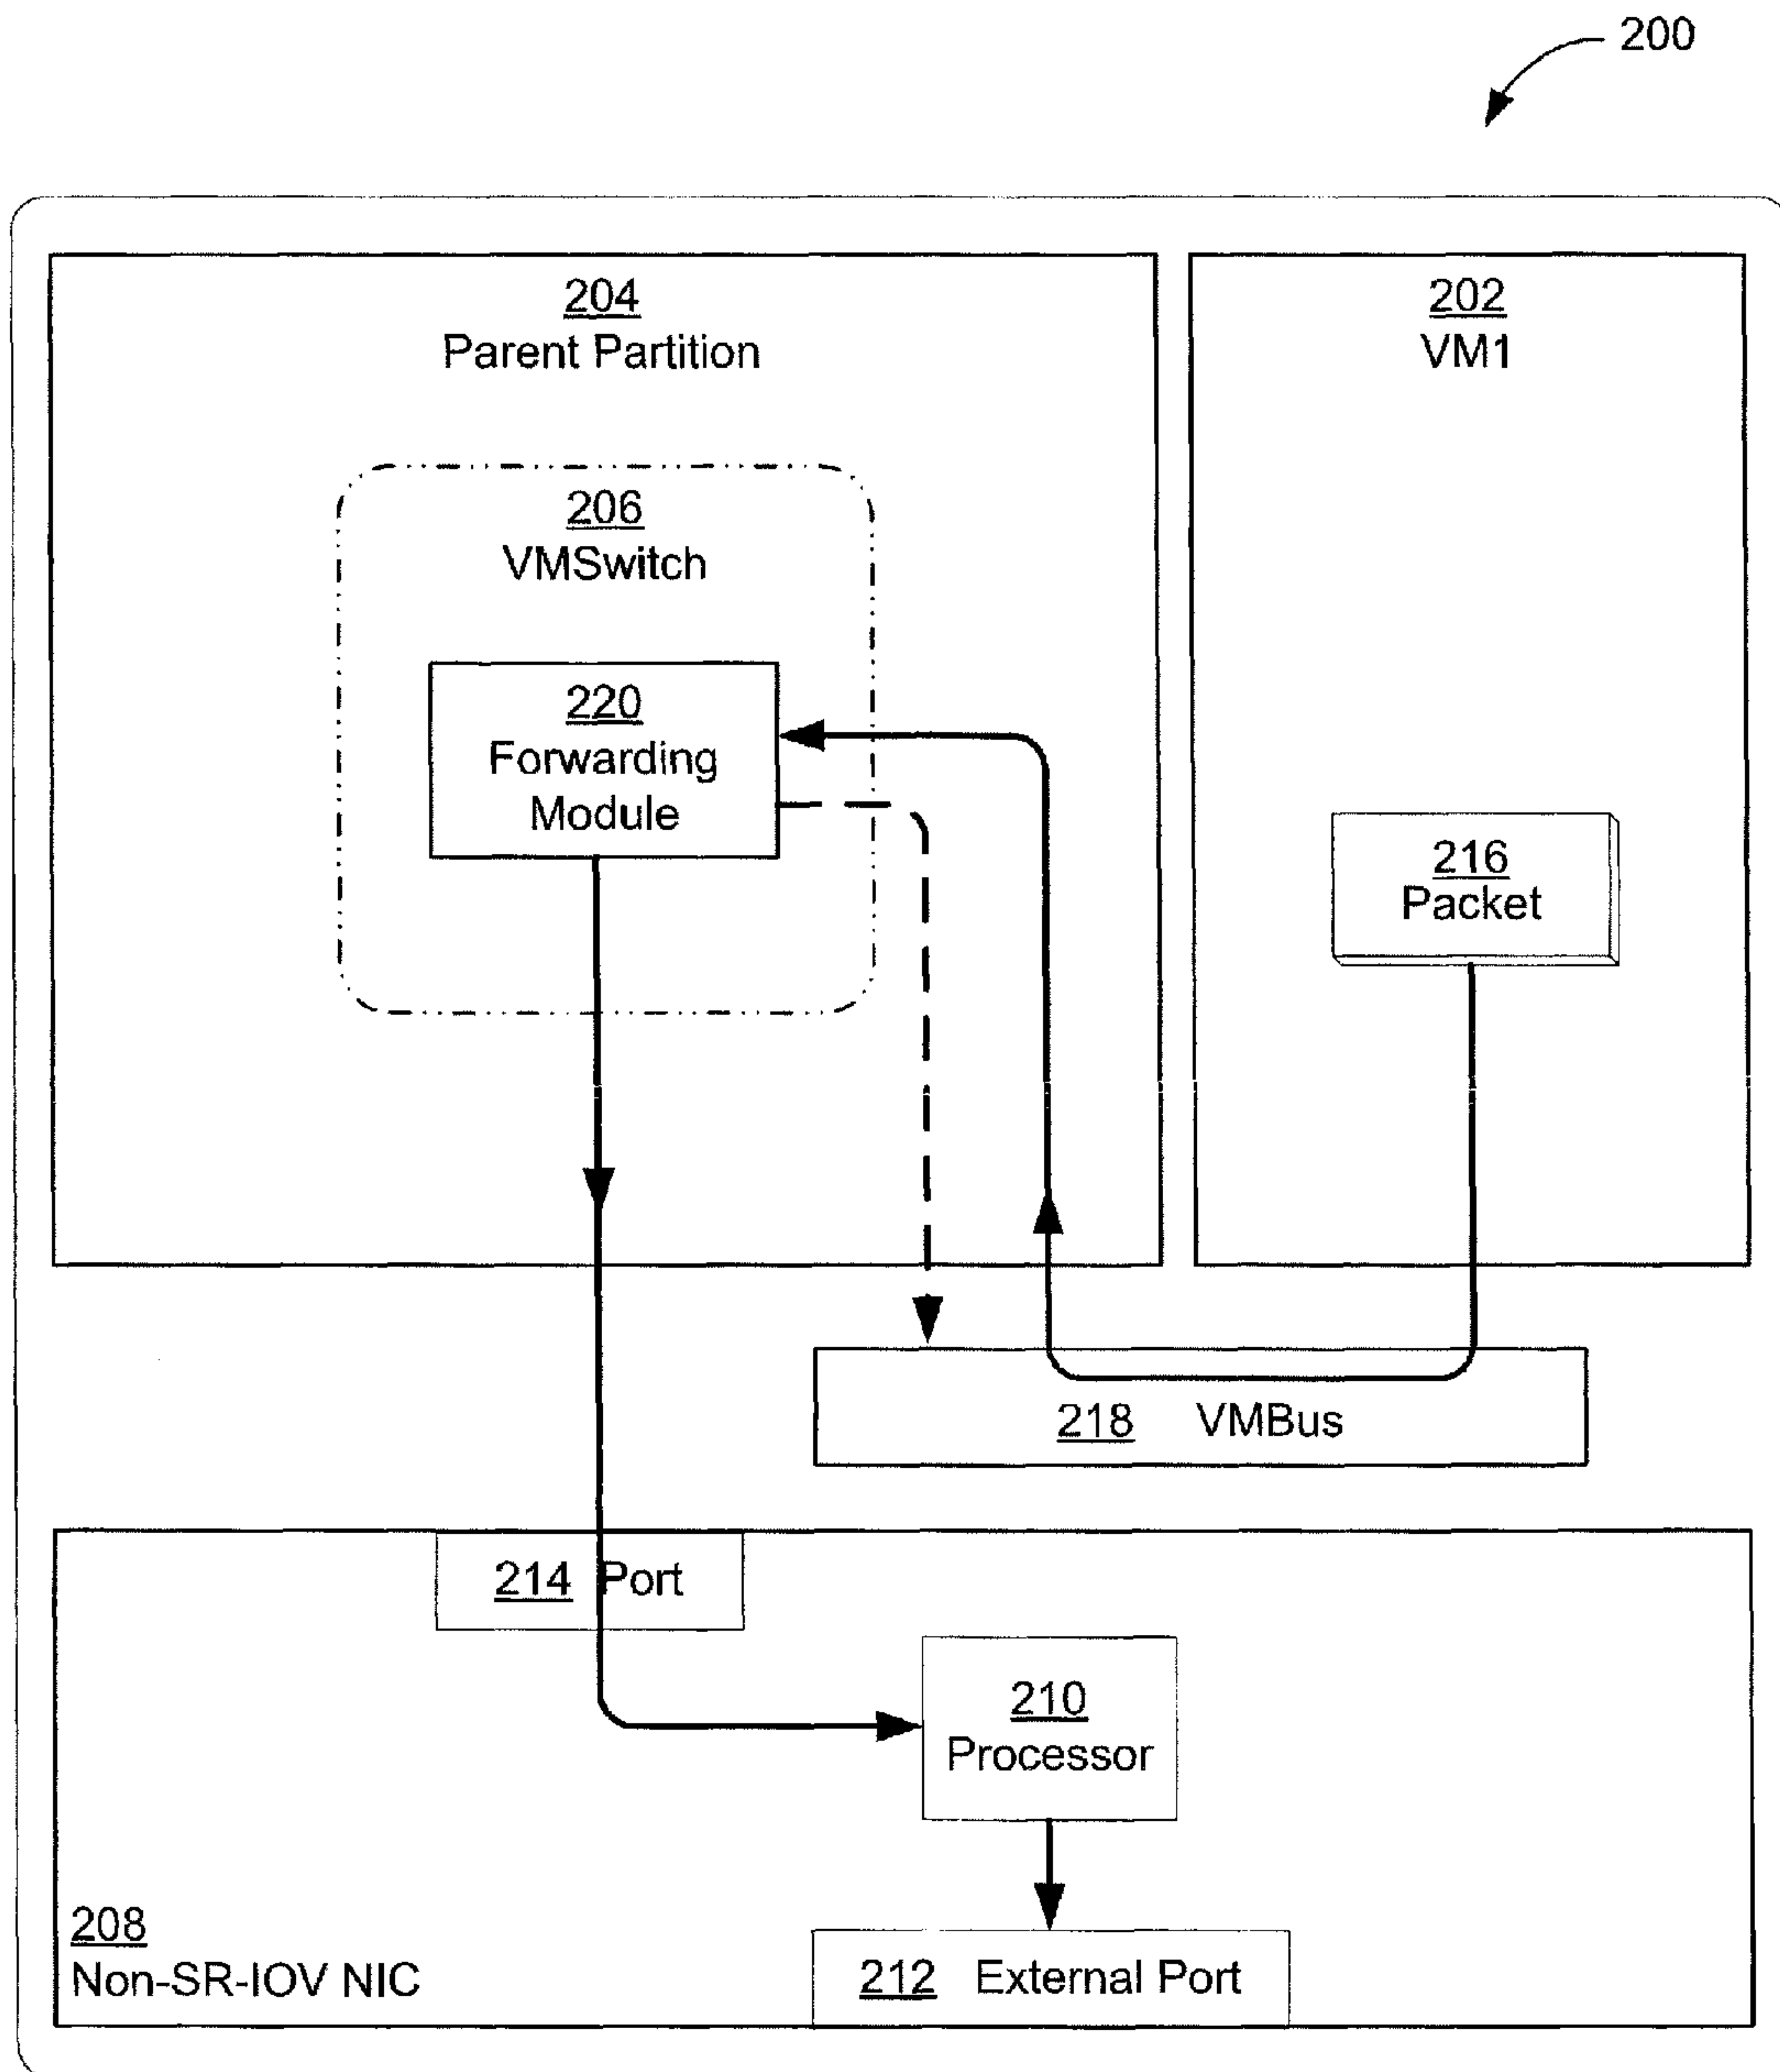 200
204
Parent Partition
202
VM1
206
VMSwitch
220
Forwarding
Module
216
Packet
218 VMBus
214 Port
210
Processor
208
Non-SR-IOV NIC
212 External Port